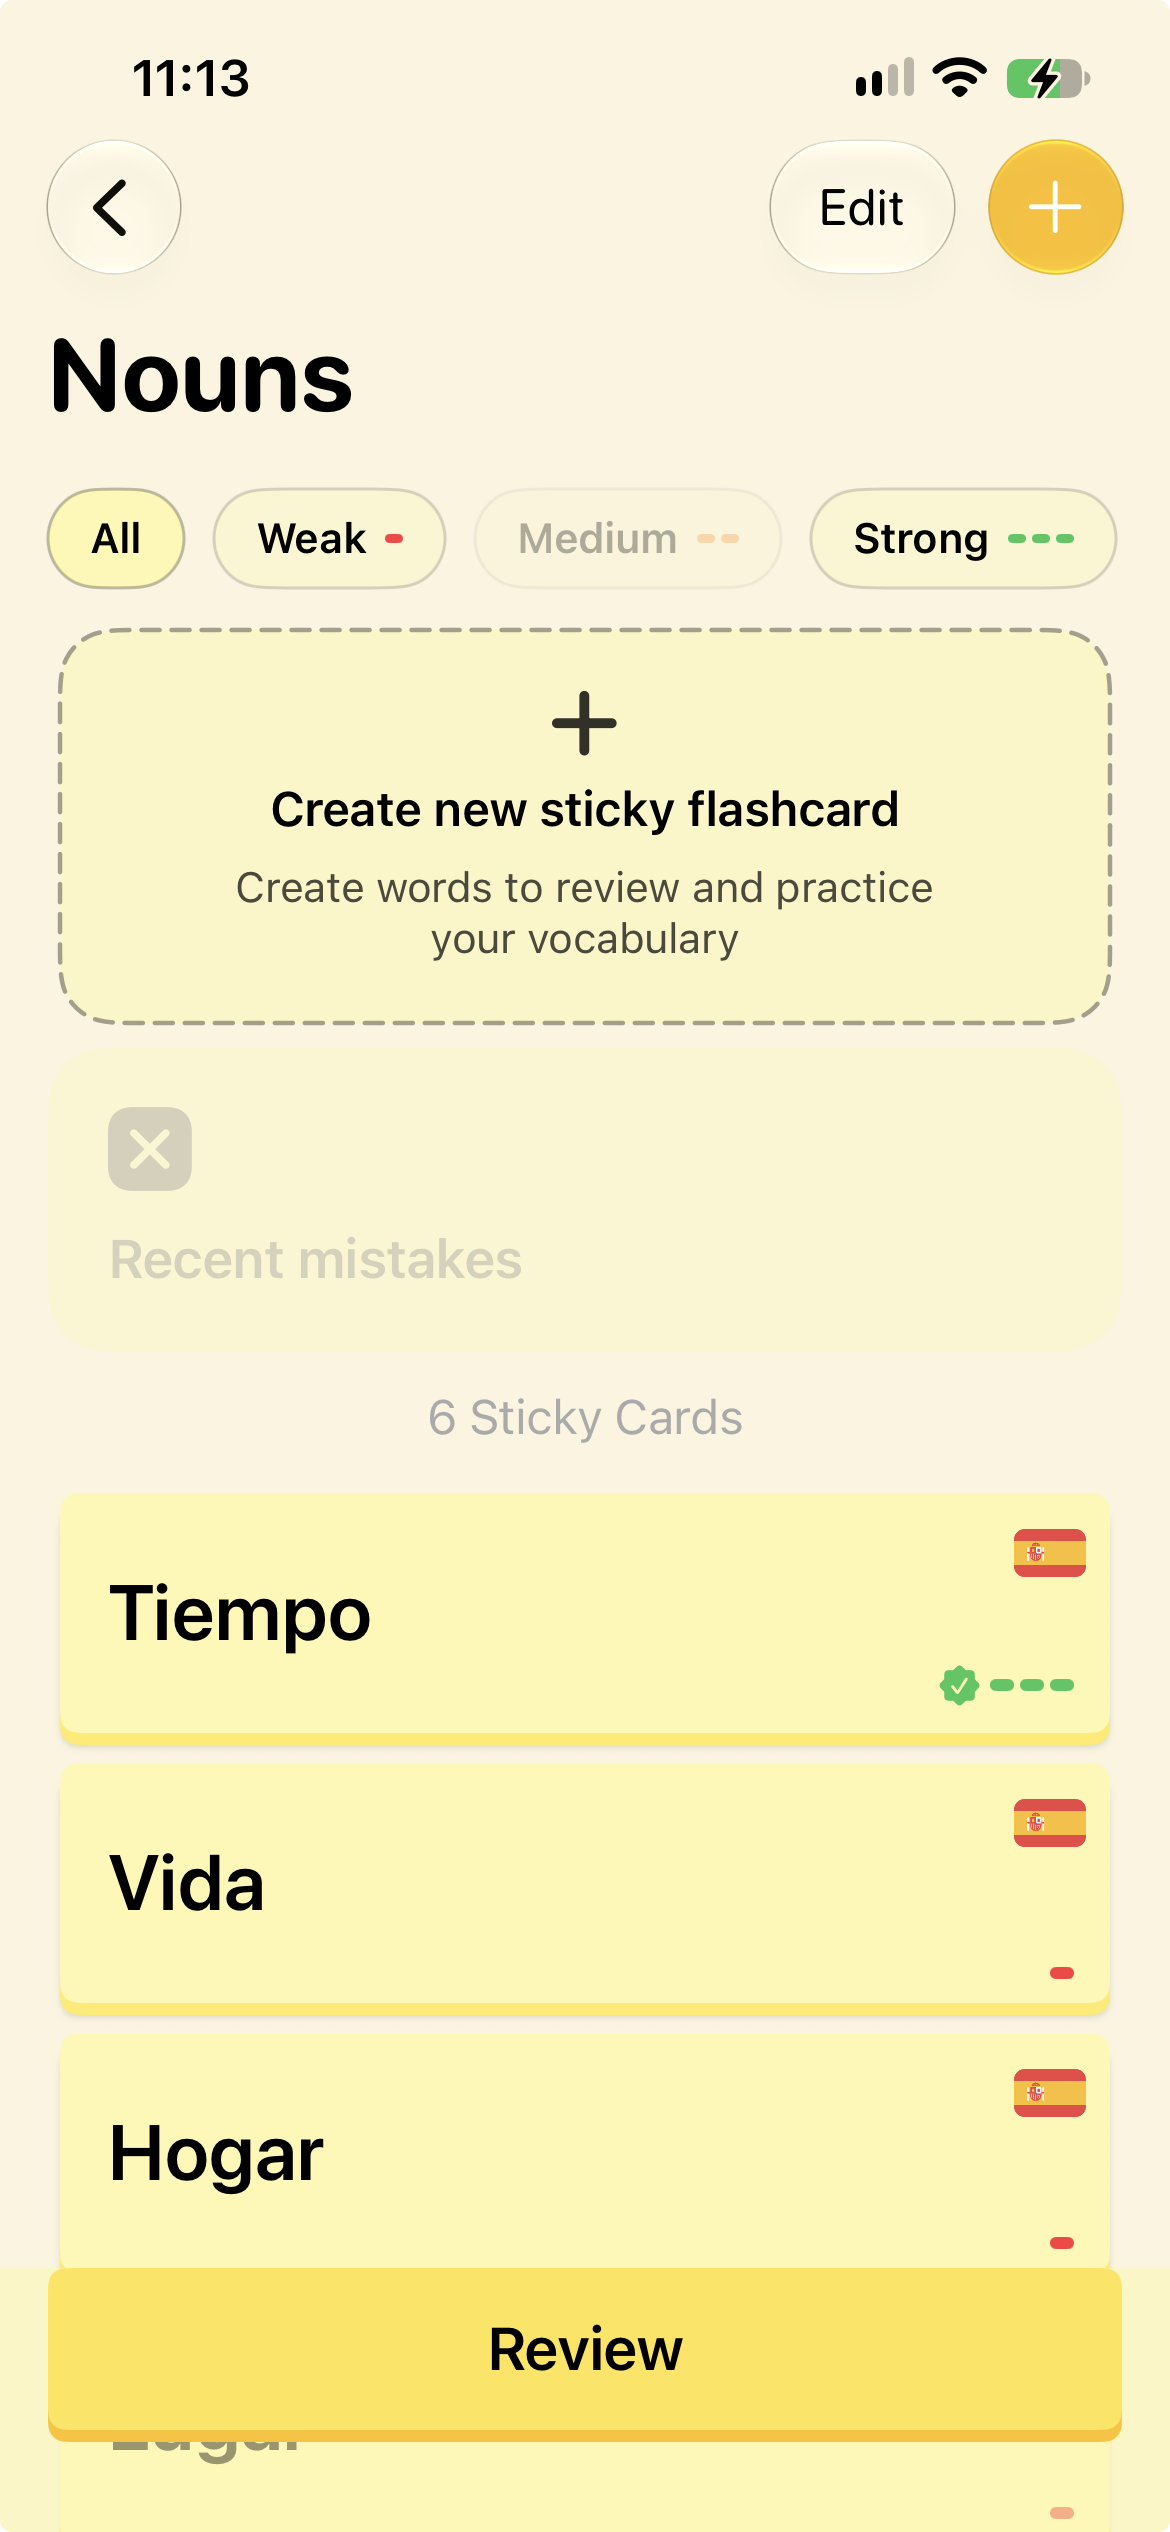 11:13
Edit
Nouns
All
Weak
Medium
Strong
Create new sticky flashcard
Create words to review and practice
your vocabulary
Recent mistakes
6 Sticky Cards
Tiempo
Vida
Hogar
Review